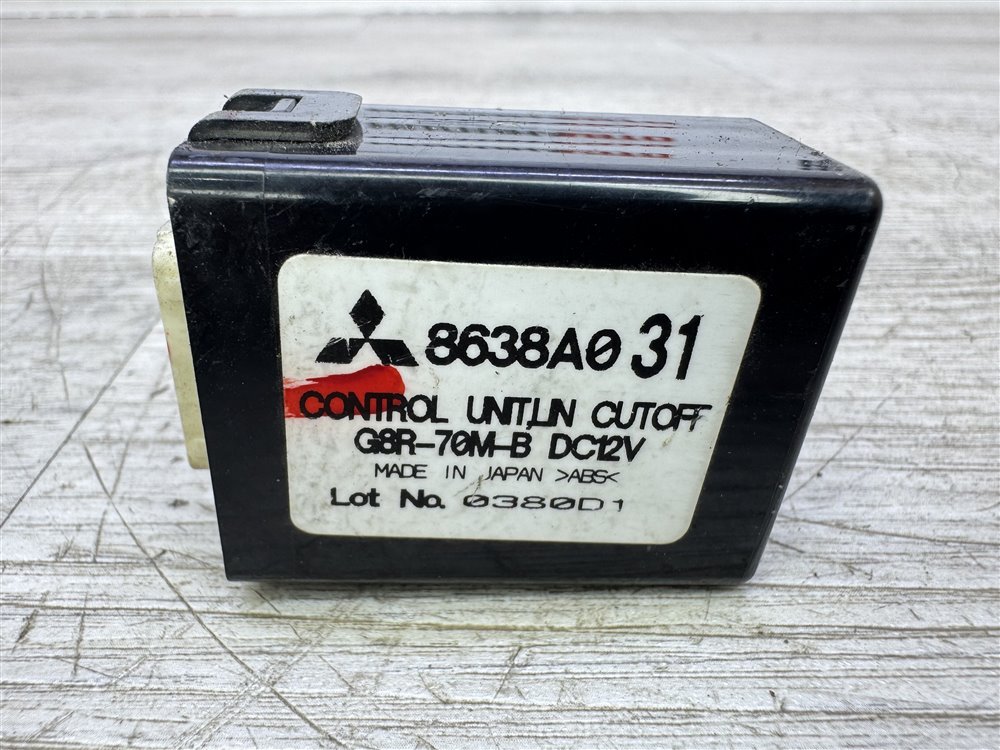 8638A0 31
CONTROL UNIT,LIN CUTOFF
G8R-70M-B DC12V
MADE IN JAPAN >ABS<
Lot No. 0380D1